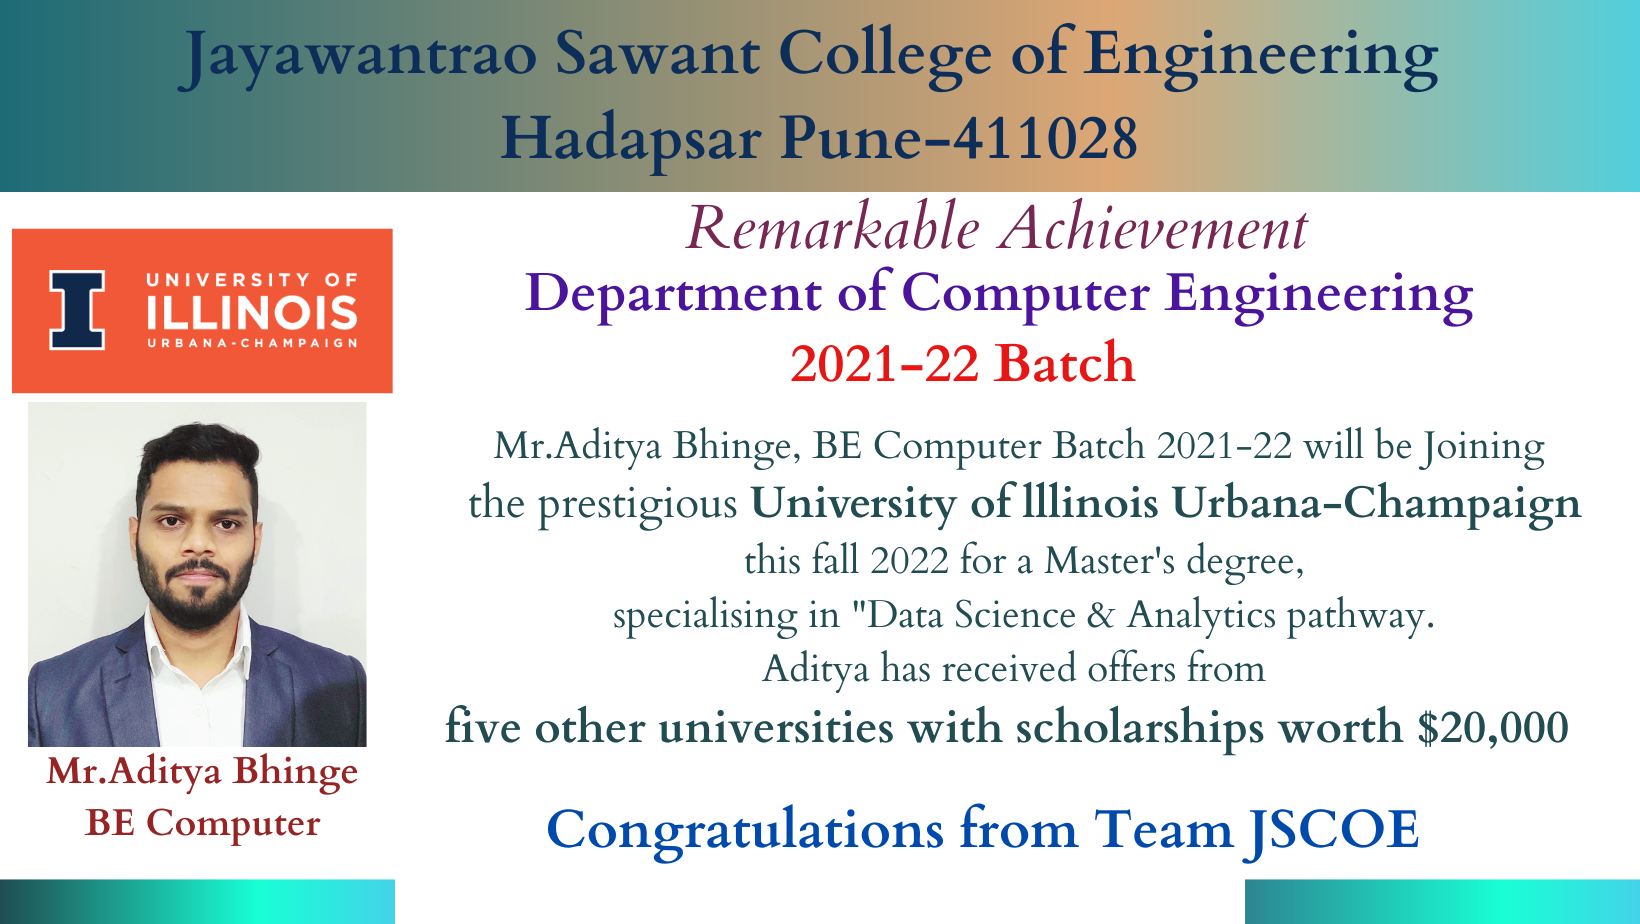 Jayawantrao Sawant College of Engineering
Hadapsar Pune-411028
UNIVERSITY OF
ILLINOIS
URBANA-CHAMPAIGN
Mr.Aditya Bhinge
BE Computer
Remarkable Achievement
Department of Computer Engineering
2021-22 Batch
Mr.Aditya Bhinge, BE Computer Batch 2021-22 will be Joining
the prestigious University of lllinois Urbana-Champaign
this fall 2022 for a Master's degree,
specialising in "Data Science & Analytics pathway.
Aditya has received offers from
five other universities with scholarships worth $20,000
Congratulations from Team JSCOE